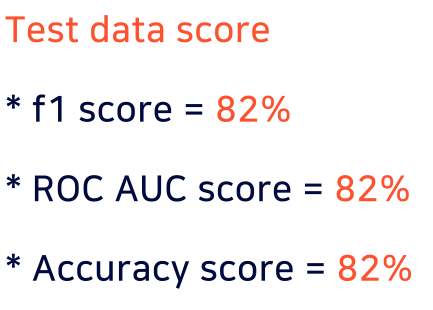 Test data score
* f1 score = 82%
* ROC AUC score = 82%
* Accuracy score = 82%